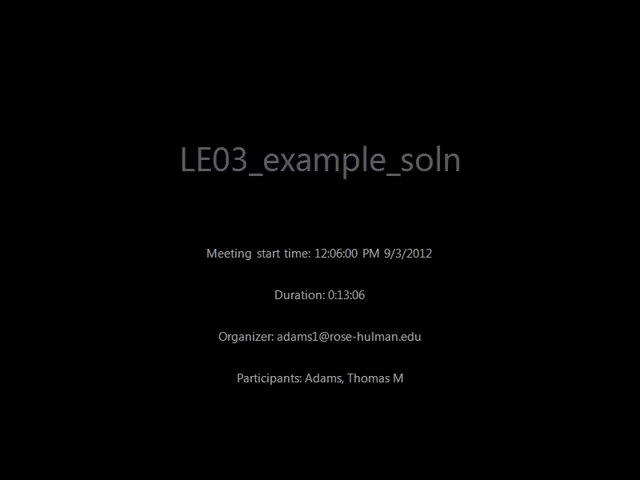 LE03_example_soln
Meeting start time: 12:06:00 PM 9/3/2012
Duration: 0:13:06
Organizer: adams1@rose-hulman.edu
Participants: Adams, Thomas M